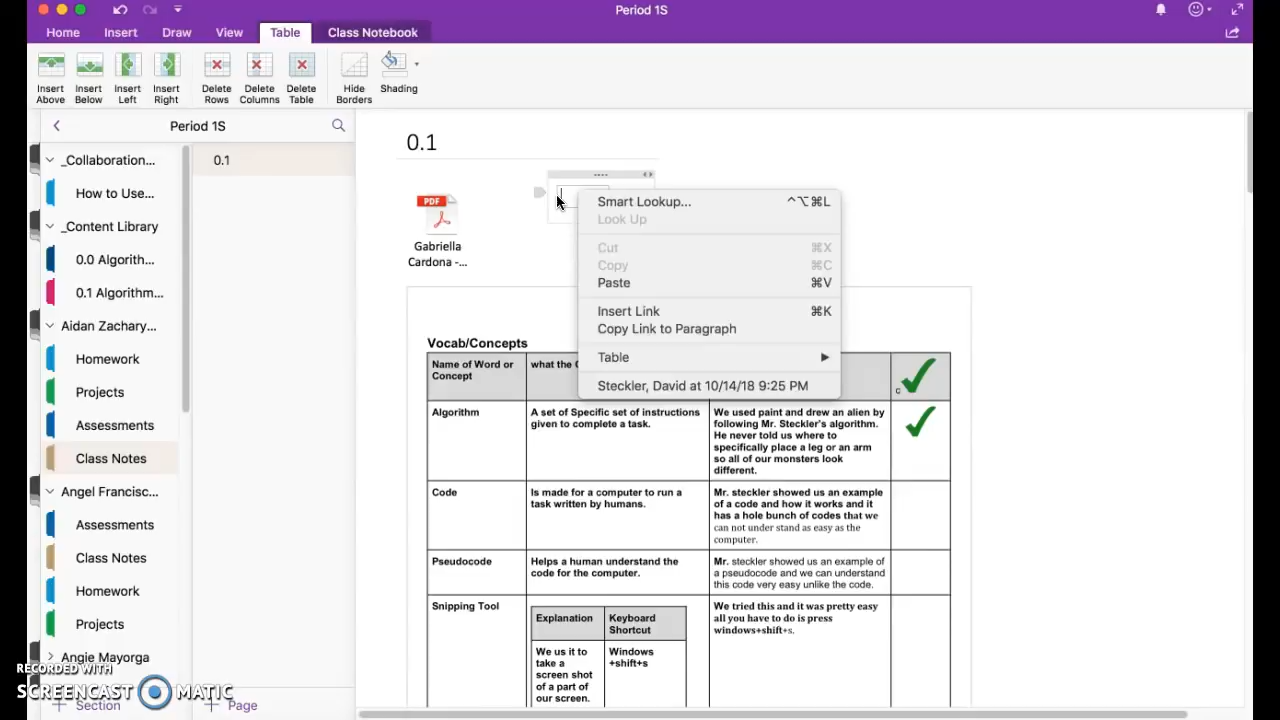 Period 1S
Home
Insert
Draw
View
Table
Class Notebook
Insert Above
Insert Below
Insert Left
Insert Right
Delete Rows
Delete Columns
Delete Table
Hide Borders
Shading
Period 1S
_Collaboration...
How to Use...
_Content Library
0.0 Algorith...
0.1 Algorithm...
Aidan Zachary...
Homework
Projects
Assessments
Class Notes
Angel Francisc...
Assessments
Class Notes
Homework
Projects
Angie Mayorga
+ Section
0.1
+ Page
0.1
PDF
Gabriella
Cardona -...
Smart Lookup... ^⌥⌘L
Look Up
Cut ⌘X
Copy ⌘C
Paste ⌘V
Insert Link ⌘K
Copy Link to Paragraph
Table
Steckler, David at 10/14/18 9:25 PM
Vocab/Concepts
Name of Word or
Concept
what the
Algorithm
A set of Specific set of instructions
given to complete a task.
We used paint and drew an alien by
following Mr. Steckler's algorithm.
He never told us where to
specifically place a leg or an arm
so all of our monsters look
different.
Code
Is made for a computer to run a
task written by humans.
Mr. steckler showed us an example
of a code and how it works and it
has a hole bunch of codes that we
can not under stand as easy as the
computer.
Pseudocode
Helps a human understand the
code for the computer.
Mr. steckler showed us an example of
a pseudocode and we can understand
this code very easy unlike the code.
Snipping Tool
Explanation
Keyboard
Shortcut
We us it to
take a
screen shot
of a part of
our screen.
Windows
+shift+s
We tried this and it was pretty easy
all you have to do is press
windows+shift+s.
RECORDED WITH
SCREENCAST MATIC